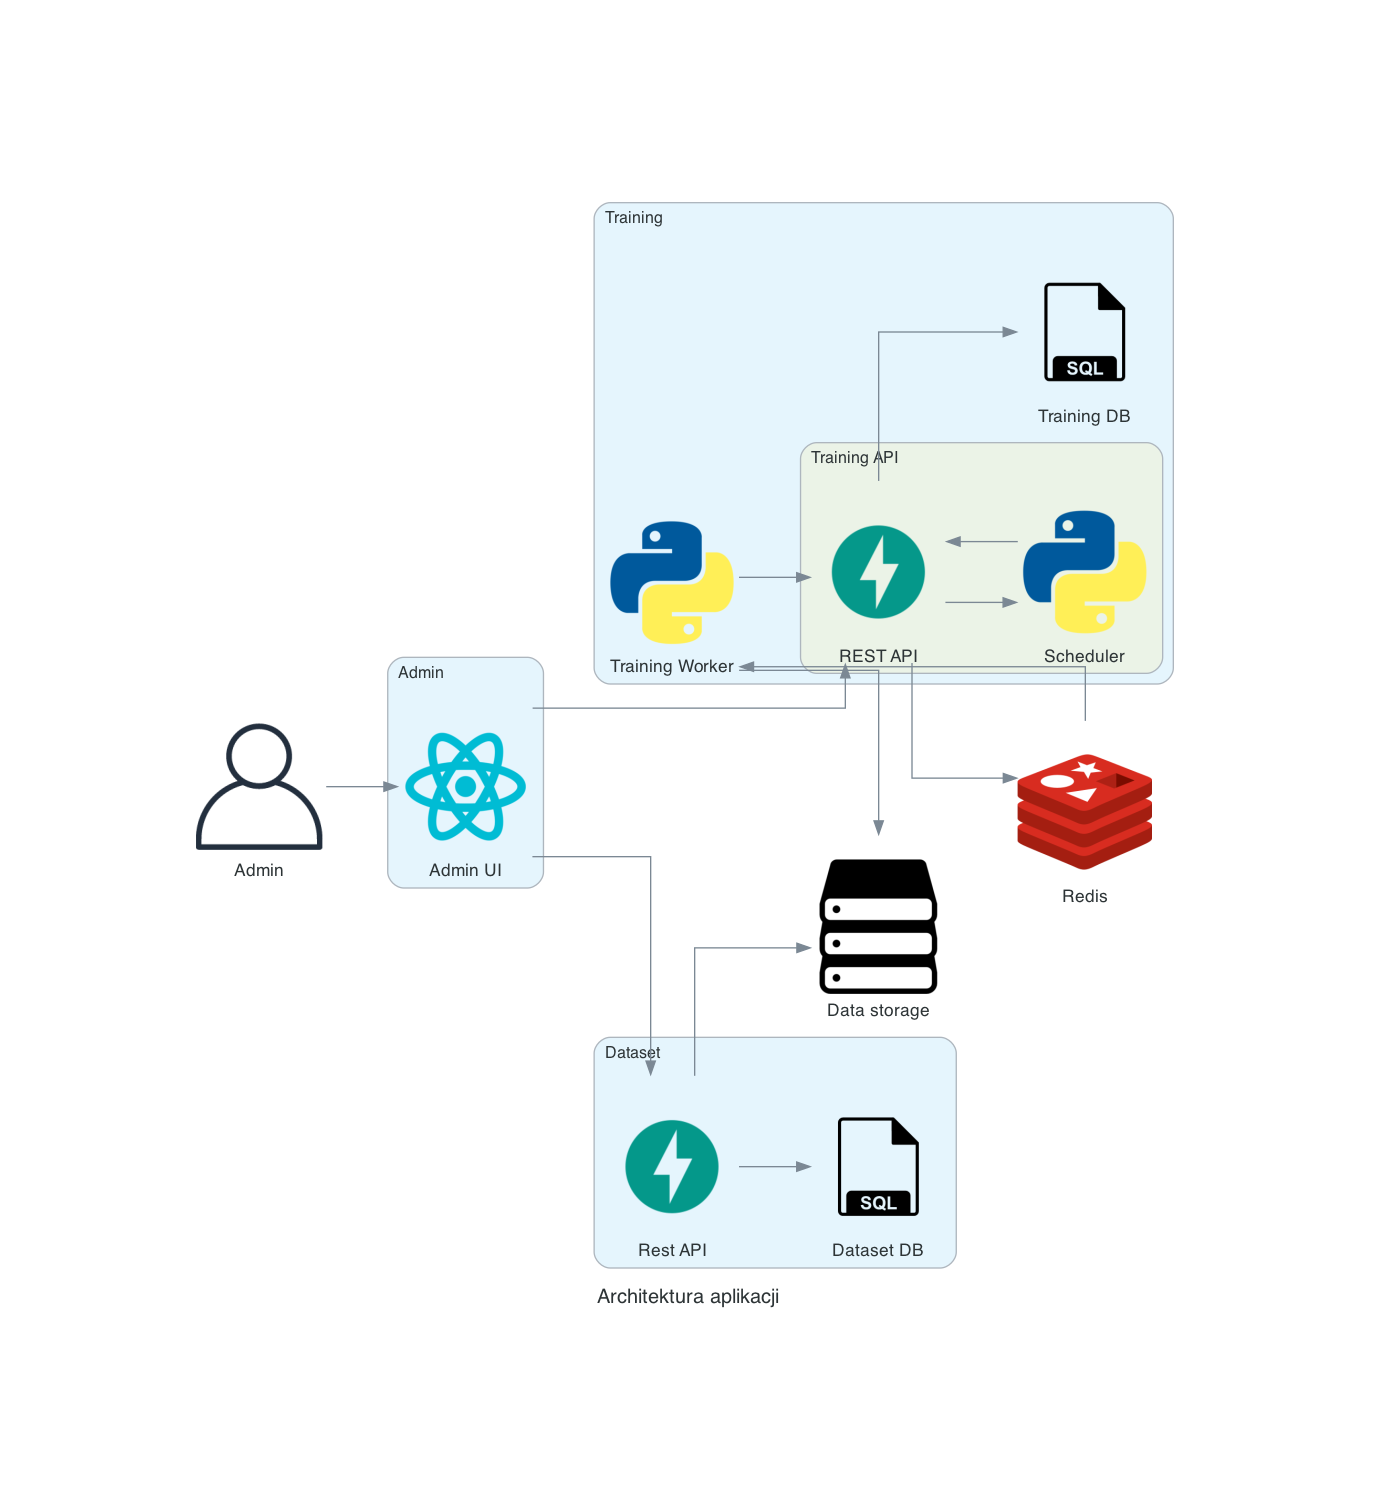 Training
SQL
Training DB
Training API
Training Worker
REST API
Scheduler
Admin
Admin
Admin UI
Redis
Data storage
Dataset
SQL
Rest API
Dataset DB
Architektura aplikacji